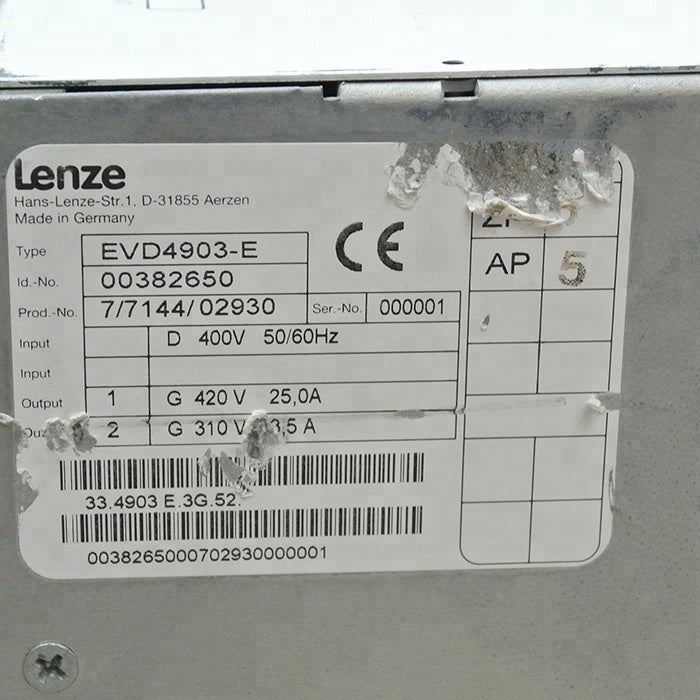 Lenze
Hans-Lenze-Str.1, D-31855 Aerzen
Made in Germany
Type EVD4903-E
Id.-No. 00382650
Prod.-No. 7/7144/02930 Ser.-No. 000001
Input D 400V 50/60Hz
Input
Output 1 G 420 V 25,0A
2 G 310 V 3,5 A
33.4903 E.3G.52.
0038265000702930000001
CE
AP 5